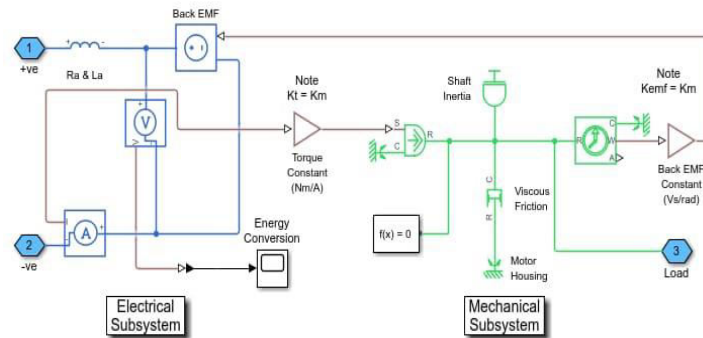 Back EMF
1
+ -
+ve
Ra & La
V
+
A
+
2
-ve
Energy
Conversion
Electrical
Subsystem
Note
Kt = Km
Torque
Constant
(Nm/A)
S
C
R
Shaft
Inertia
f(x) = 0
C
R
Viscous
Friction
Motor
Housing
Mechanical
Subsystem
R
C
W
A
Note
Kemf = Km
Back EMF
Constant
(Vs/rad)
3
Load